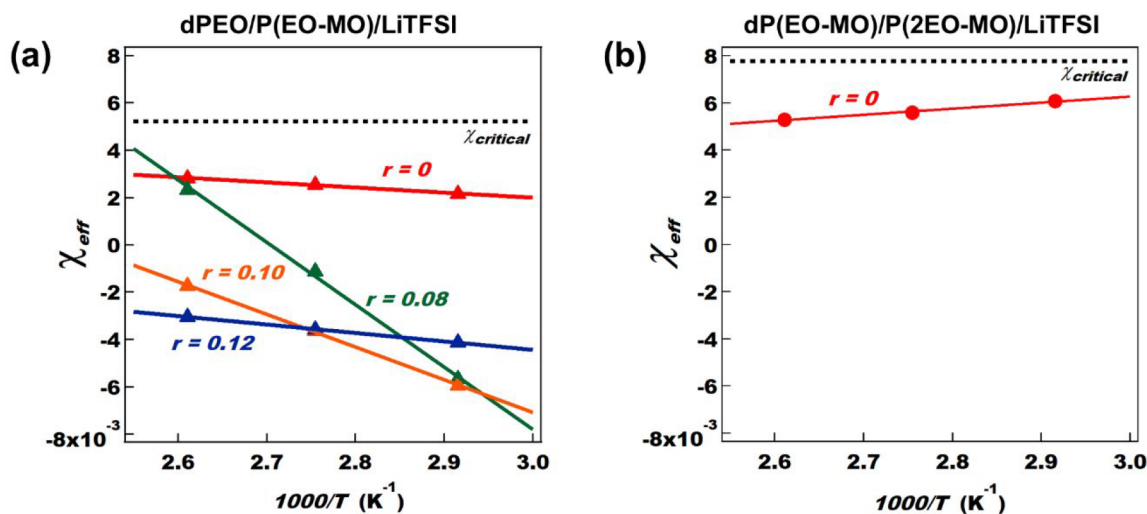 dPEO/P(EO-MO)/LiTFSI
(a)
8
6
4
2
0
-2
-4
-6
-8x10⁻³
χeff
χcritical
r = 0
r = 0.10
r = 0.08
r = 0.12
2.6 2.7 2.8 2.9 3.0
1000/T (K⁻¹)
dP(EO-MO)/P(2EO-MO)/LiTFSI
(b)
8
6
4
2
0
-2
-4
-6
-8x10⁻³
χeff
χcritical
r = 0
2.6 2.7 2.8 2.9 3.0
1000/T (K⁻¹)